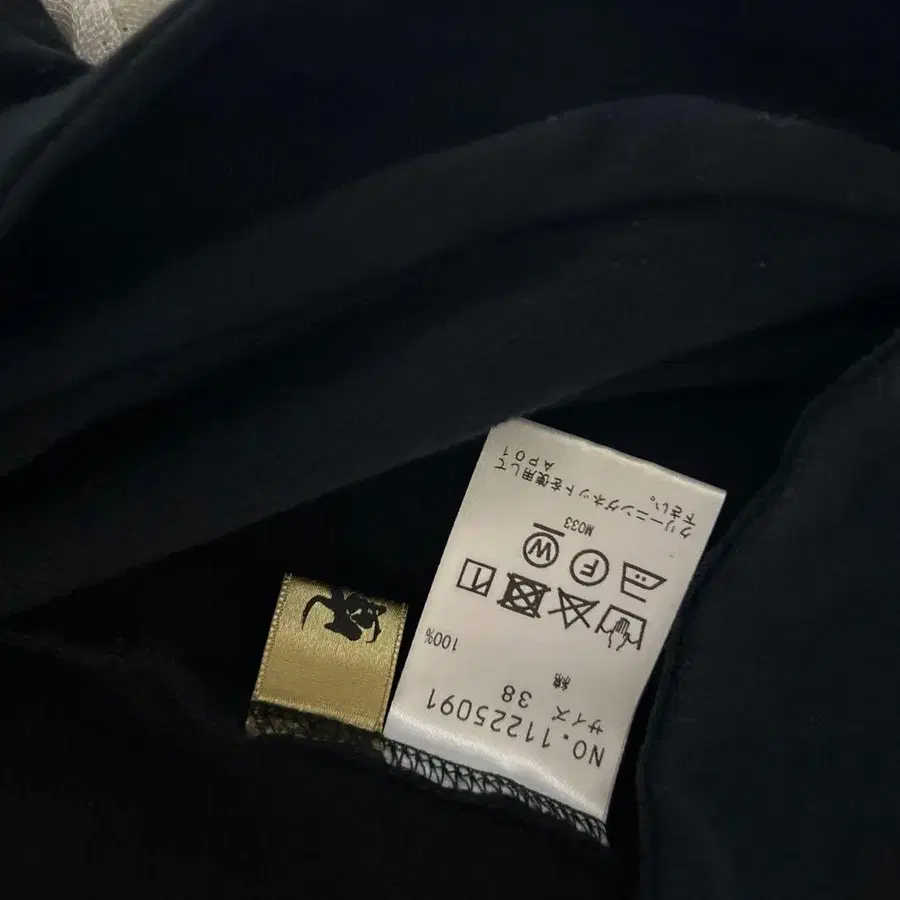 NO.11225091
サイズ 38
綿 100%
F W
M033
クリーニングネットを使用して
下さい。
AP01